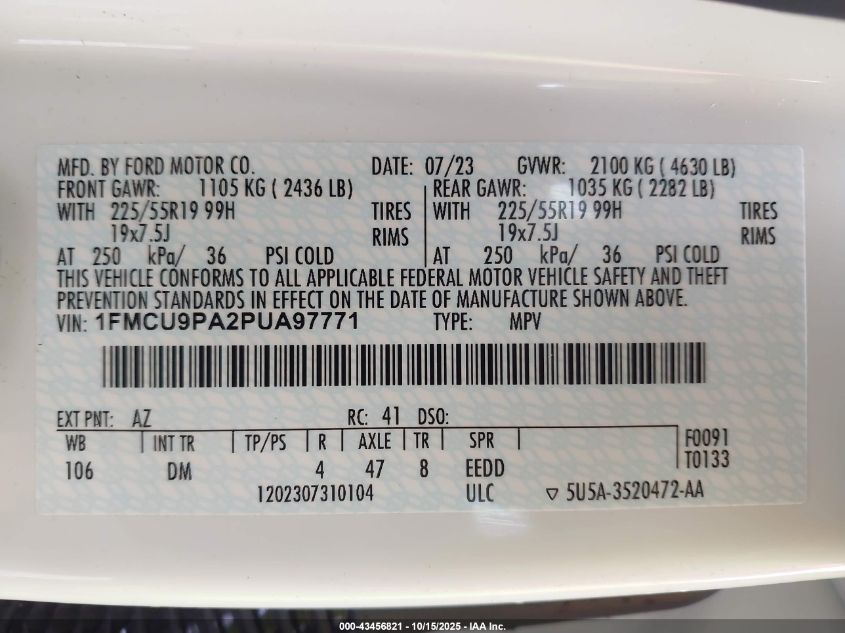 MFD. BY FORD MOTOR CO. DATE: 07/23 GVWR: 2100 KG ( 4630 LB)
FRONT GAWR: 1105 KG ( 2436 LB) REAR GAWR: 1035 KG ( 2282 LB)
WITH 225/55R19 99H TIRES WITH 225/55R19 99H TIRES
19x7.5J RIMS 19x7.5J RIMS
AT 250 kPa/ 36 PSI COLD AT 250 kPa/ 36 PSI COLD
THIS VEHICLE CONFORMS TO ALL APPLICABLE FEDERAL MOTOR VEHICLE SAFETY AND THEFT
PREVENTION STANDARDS IN EFFECT ON THE DATE OF MANUFACTURE SHOWN ABOVE.
VIN: 1FMCU9PA2PUA97771 TYPE: MPV
EXT PNT: AZ RC: 41 DSO:
WB INT TR TP/PS R AXLE TR SPR F0091
106 DM 4 47 8 EEDD T0133
1202307310104 ULC ▽ 5U5A-3520472-AA
000-43456821 - 10/15/2025 - IAA Inc.